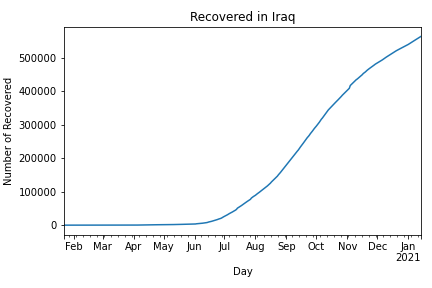 Recovered in Iraq
Number of Recovered
500000
400000
300000
200000
100000
0
Feb Mar Apr May Jun Jul Aug Sep Oct Nov Dec Jan
2021
Day